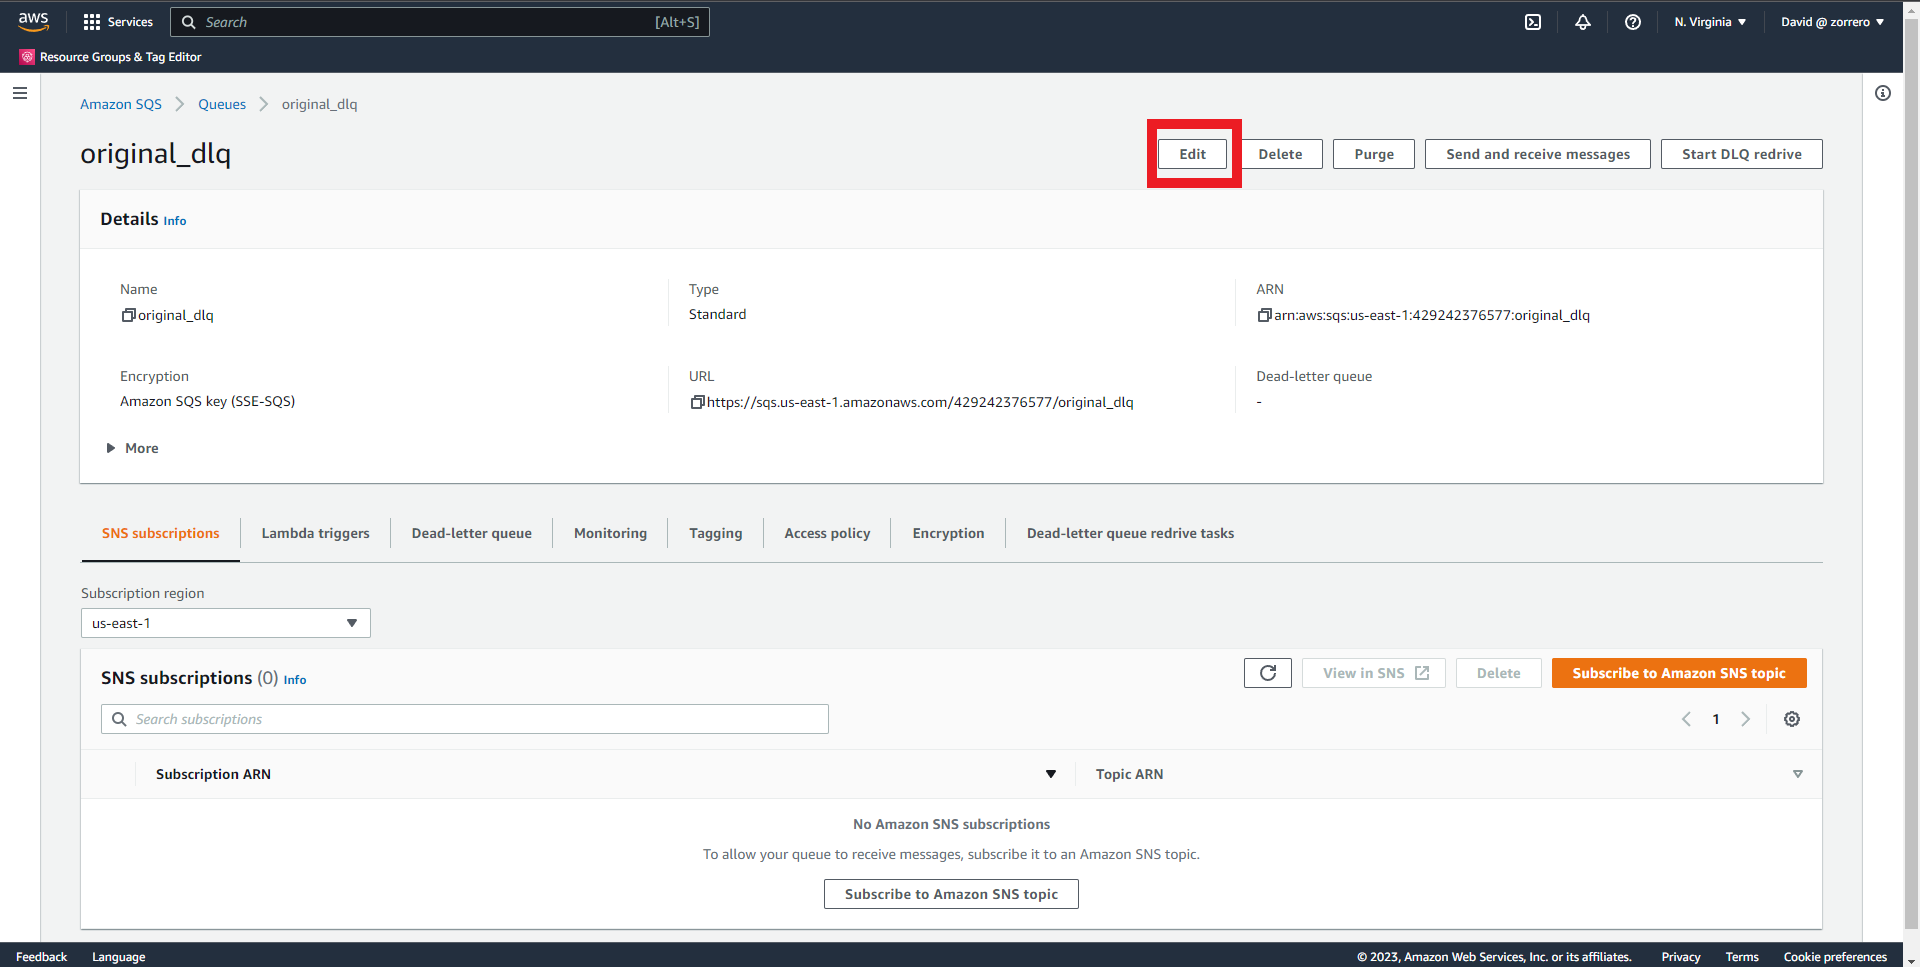 aws
Services
Search
[Alt+S]
N. Virginia
David @ zorrero
Resource Groups & Tag Editor
Amazon SQS
Queues
original_dlq
original_dlq
Edit
Delete
Purge
Send and receive messages
Start DLQ redrive
Details Info
Name
original_dlq
Type
Standard
ARN
arn:aws:sqs:us-east-1:429242376577:original_dlq
Encryption
Amazon SQS key (SSE-SQS)
URL
https://sqs.us-east-1.amazonaws.com/429242376577/original_dlq
Dead-letter queue
-
More
SNS subscriptions
Lambda triggers
Dead-letter queue
Monitoring
Tagging
Access policy
Encryption
Dead-letter queue redrive tasks
Subscription region
us-east-1
SNS subscriptions (0) Info
View in SNS
Delete
Subscribe to Amazon SNS topic
Search subscriptions
1
Subscription ARN
Topic ARN
No Amazon SNS subscriptions
To allow your queue to receive messages, subscribe it to an Amazon SNS topic.
Subscribe to Amazon SNS topic
Feedback
Language
© 2023, Amazon Web Services, Inc. or its affiliates.
Privacy
Terms
Cookie preferences